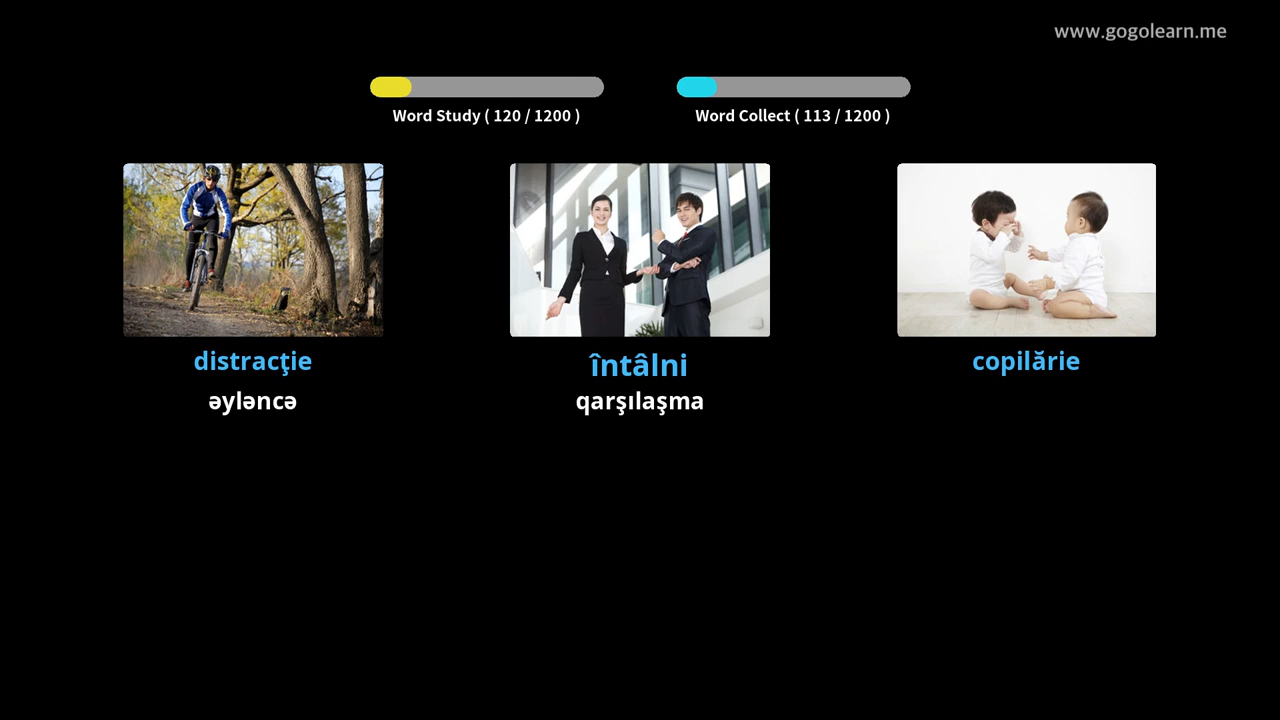 www.gogolearn.me
Word Study ( 120 / 1200 )
Word Collect ( 113 / 1200 )
distracţie
întâlni
copilărie
əyləncə
qarşılaşma